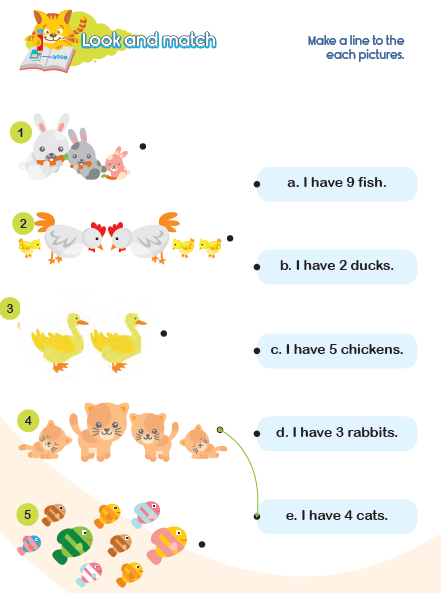 Look and match
Make a line to the
each pictures.
1
a. I have 9 fish.
2
b. I have 2 ducks.
3
c. I have 5 chickens.
4
d. I have 3 rabbits.
5
e. I have 4 cats.